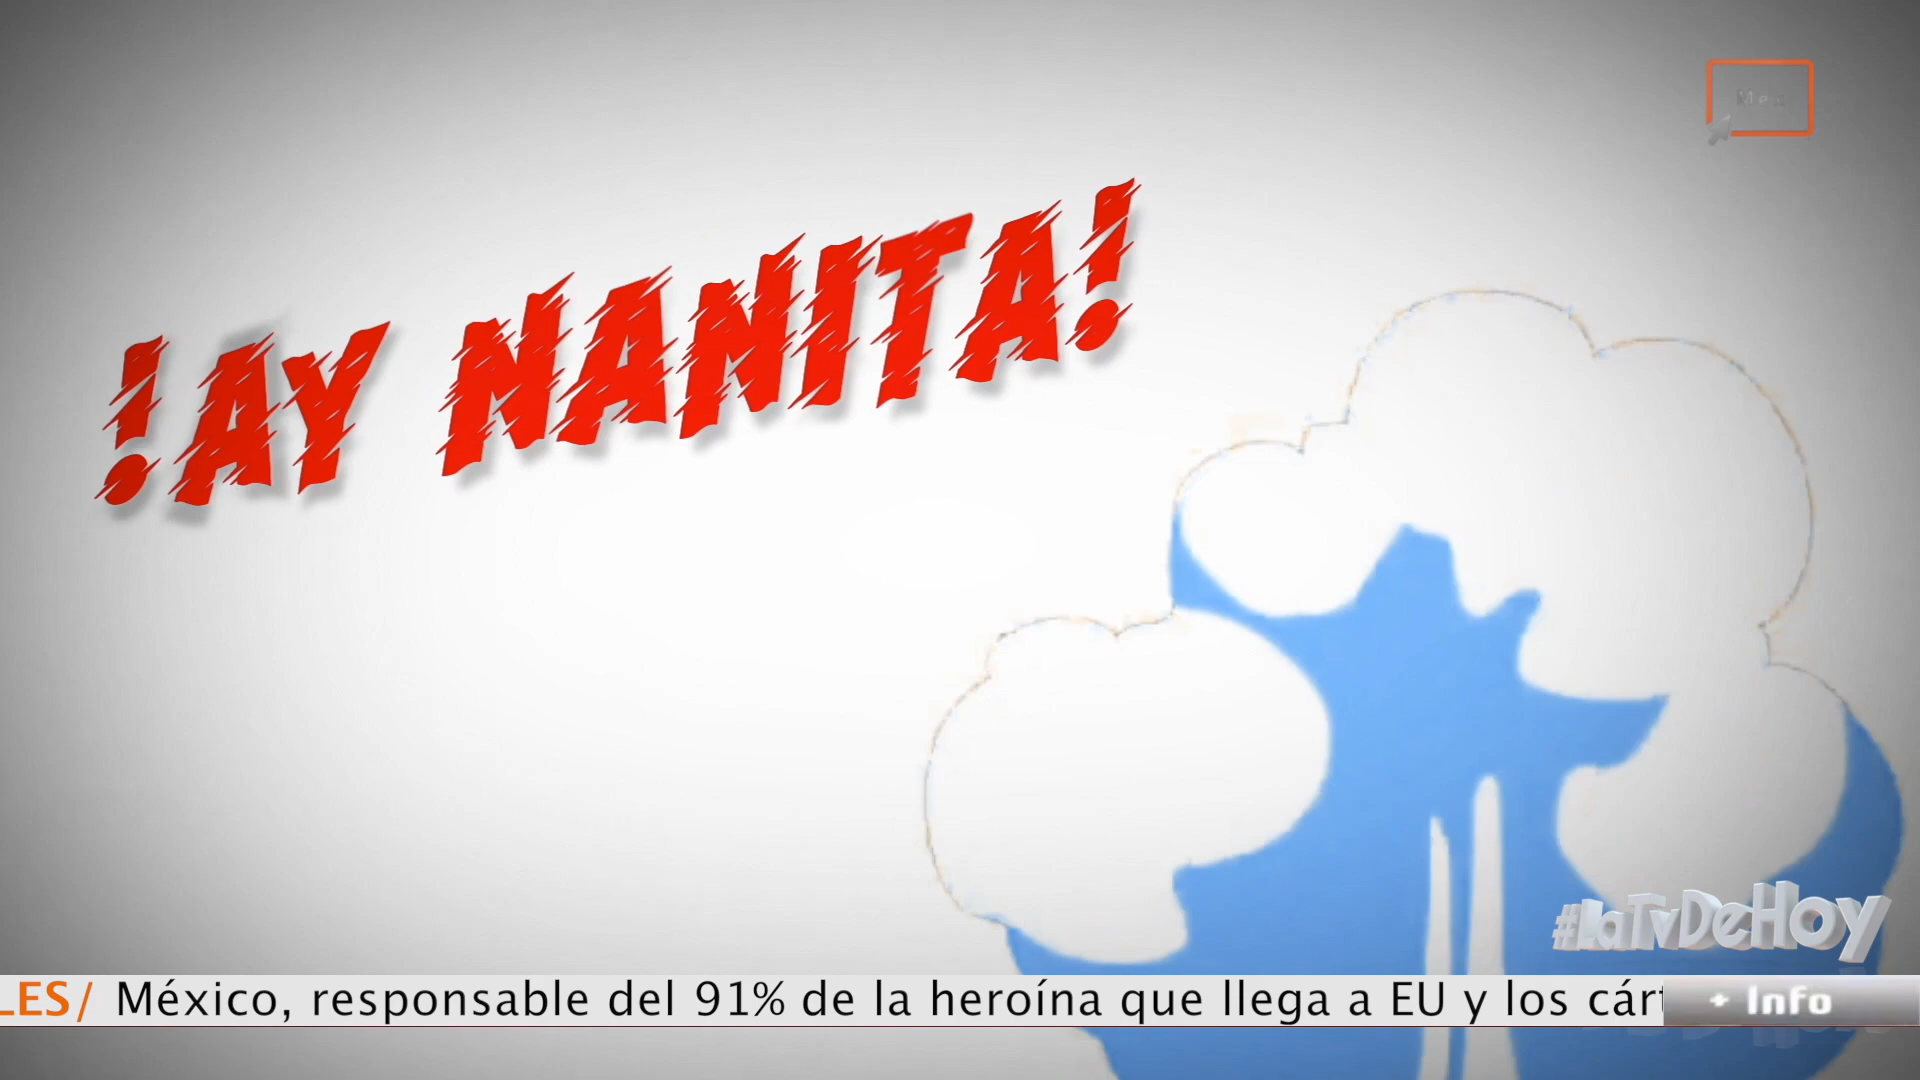 !AY NANITA!
#LaTvDeHoy
LES/ México, responsable del 91% de la heroína que llega a EU y los cárt
+ Info